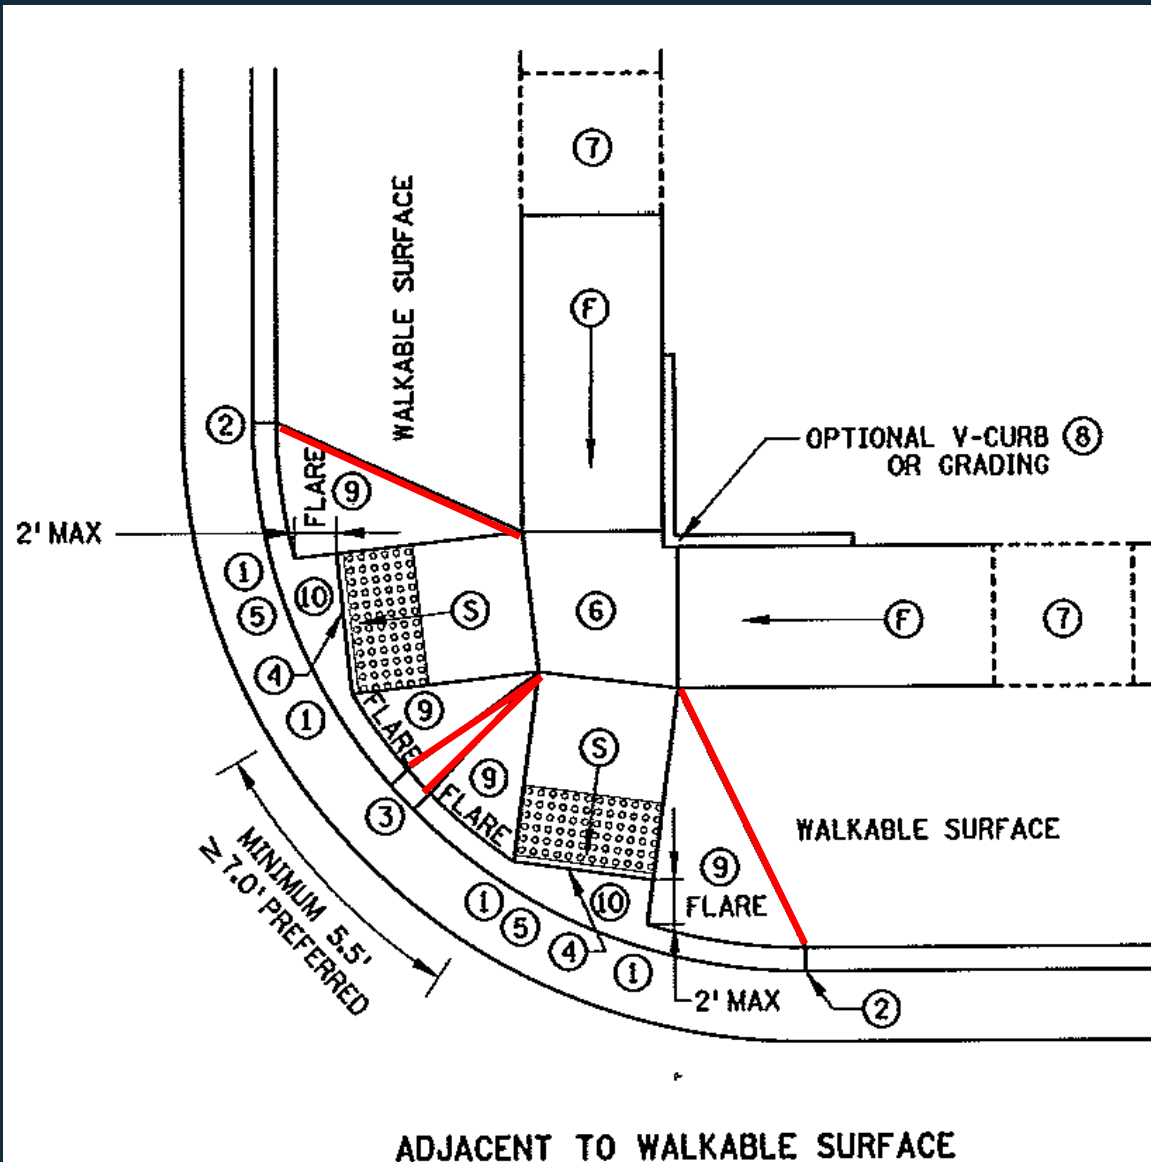 7
WALKABLE SURFACE
F
2
OPTIONAL V-CURB 8
OR GRADING
FLARE
9
2' MAX
1
10
S
6
F
7
5
4
1
9
FLARE
S
9
3
FLARE
WALKABLE SURFACE
MINIMUM 5.5'
≥ 7.0' PREFERRED
9
1
10
FLARE
5
4
1
2' MAX
2
ADJACENT TO WALKABLE SURFACE